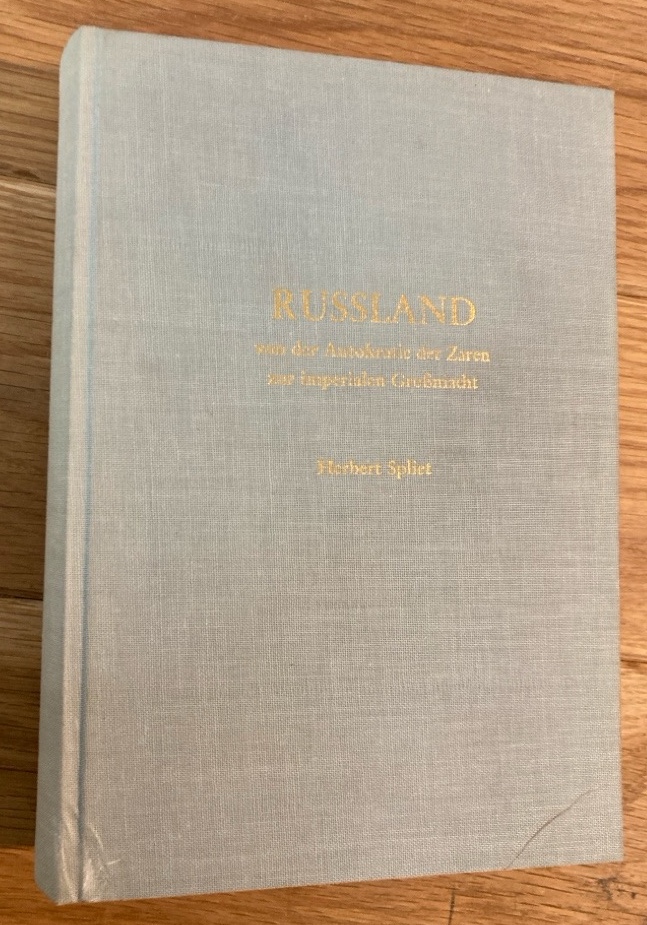 RUSSLAND
von der Autokratie der Zaren
zur imperialen Großmacht
Herbert Spliet